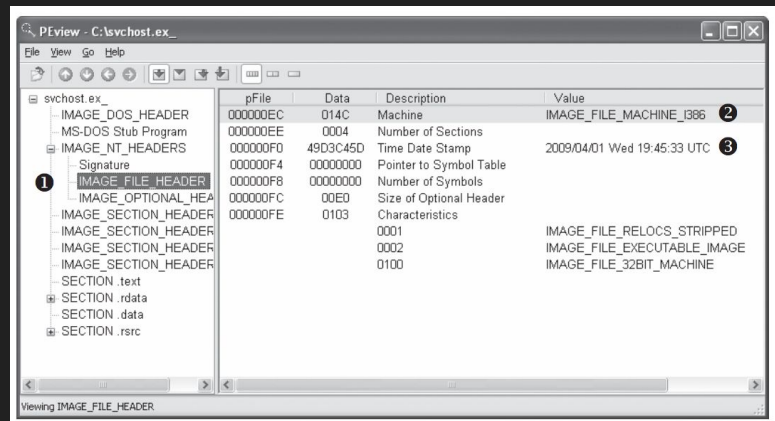 PEview - C:\svchost.ex_
File View Go Help
svchost.ex_
IMAGE_DOS_HEADER
MS-DOS Stub Program
IMAGE_NT_HEADERS
Signature
❶ IMAGE_FILE_HEADER
IMAGE_OPTIONAL_HEA
IMAGE_SECTION_HEADER
IMAGE_SECTION_HEADER
IMAGE_SECTION_HEADER
IMAGE_SECTION_HEADER
SECTION .text
SECTION .rdata
SECTION .data
SECTION .rsrc
pFile Data Description Value
000000EC 014C Machine IMAGE_FILE_MACHINE_I386 ❷
000000EE 0004 Number of Sections
000000F0 49D3C45D Time Date Stamp 2009/04/01 Wed 19:45:33 UTC ❸
000000F4 00000000 Pointer to Symbol Table
000000F8 00000000 Number of Symbols
000000FC 00E0 Size of Optional Header
000000FE 0103 Characteristics
0001 IMAGE_FILE_RELOCS_STRIPPED
0002 IMAGE_FILE_EXECUTABLE_IMAGE
0100 IMAGE_FILE_32BIT_MACHINE
Viewing IMAGE_FILE_HEADER